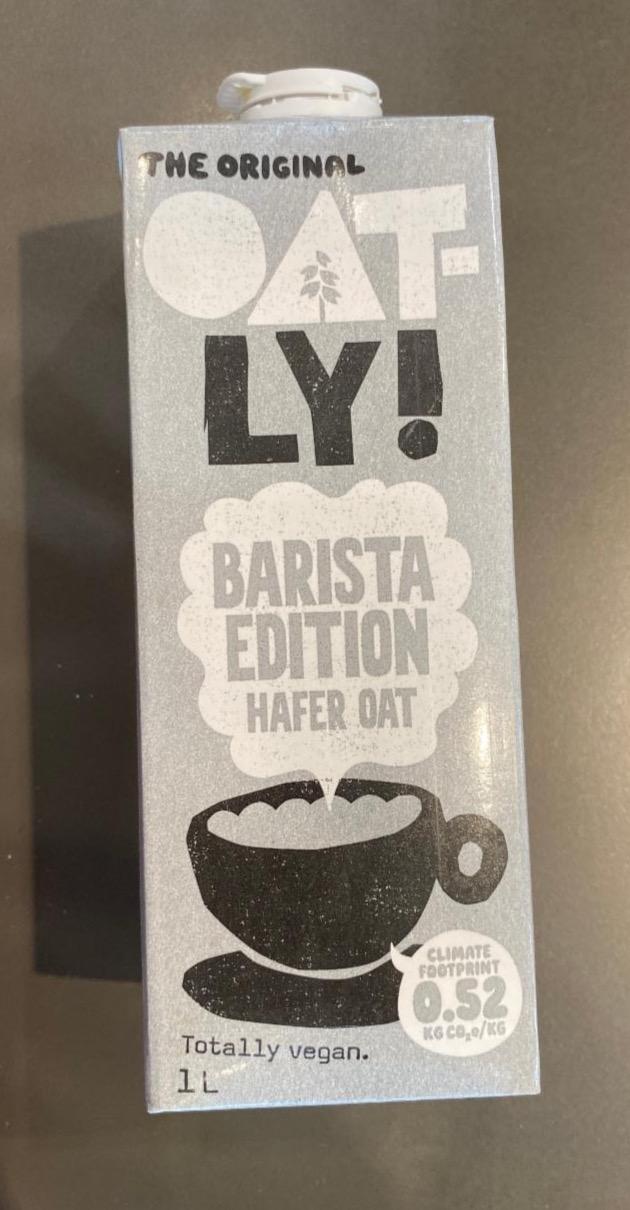 THE ORIGINAL
OAT-
LY!
BARISTA
EDITION
HAFER OAT
CLIMATE
FOOTPRINT
0.52
KG CO₂e/KG
Totally vegan.
1L